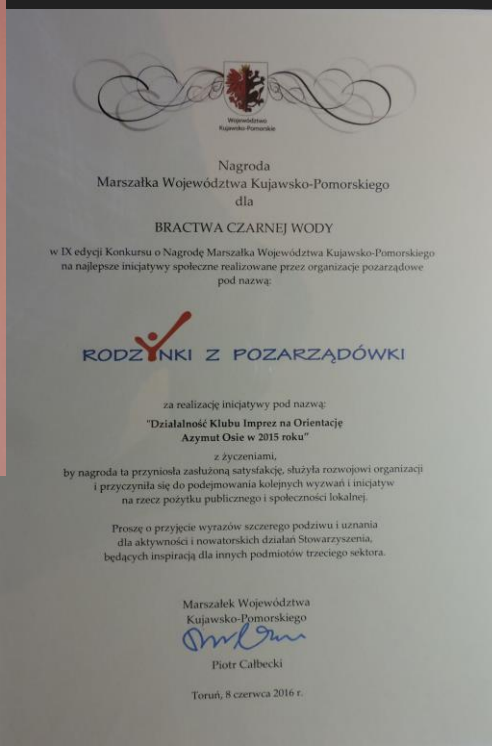 Województwo
Kujawsko-Pomorskie
Nagroda
Marszałka Województwa Kujawsko-Pomorskiego
dla
BRACTWA CZARNEJ WODY
w IX edycji Konkursu o Nagrodę Marszałka Województwa Kujawsko-Pomorskiego
na najlepsze inicjatywy społeczne realizowane przez organizacje pozarządowe
pod nazwą:
RODZYNKI Z POZARZĄDÓWKI
za realizację inicjatywy pod nazwą:
"Działalność Klubu Imprez na Orientację
Azymut Osie w 2015 roku"
z życzeniami,
by nagroda ta przyniosła zasłużoną satysfakcję, służyła rozwojowi organizacji
i przyczyniła się do podejmowania kolejnych wyzwań i inicjatyw
na rzecz pożytku publicznego i społeczności lokalnej.
Proszę o przyjęcie wyrazów szczerego podziwu i uznania
dla aktywności i nowatorskich działań Stowarzyszenia,
będących inspiracją dla innych podmiotów trzeciego sektora.
Marszałek Województwa
Kujawsko-Pomorskiego
Piotr Całbecki
Toruń, 8 czerwca 2016 r.